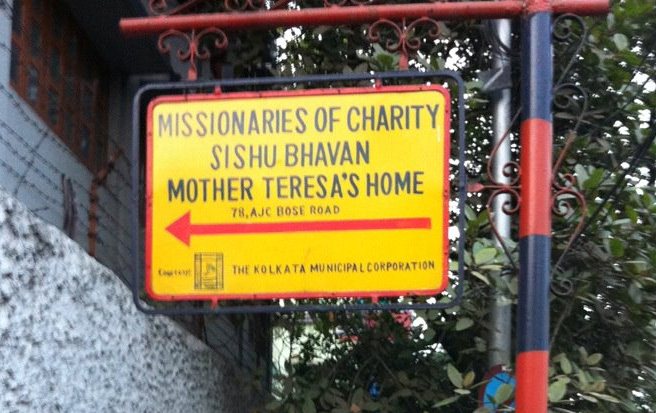 MISSIONARIES OF CHARITY
SISHU BHAVAN
MOTHER TERESA'S HOME
78, AJC BOSE ROAD
THE KOLKATA MUNICIPAL CORPORATION